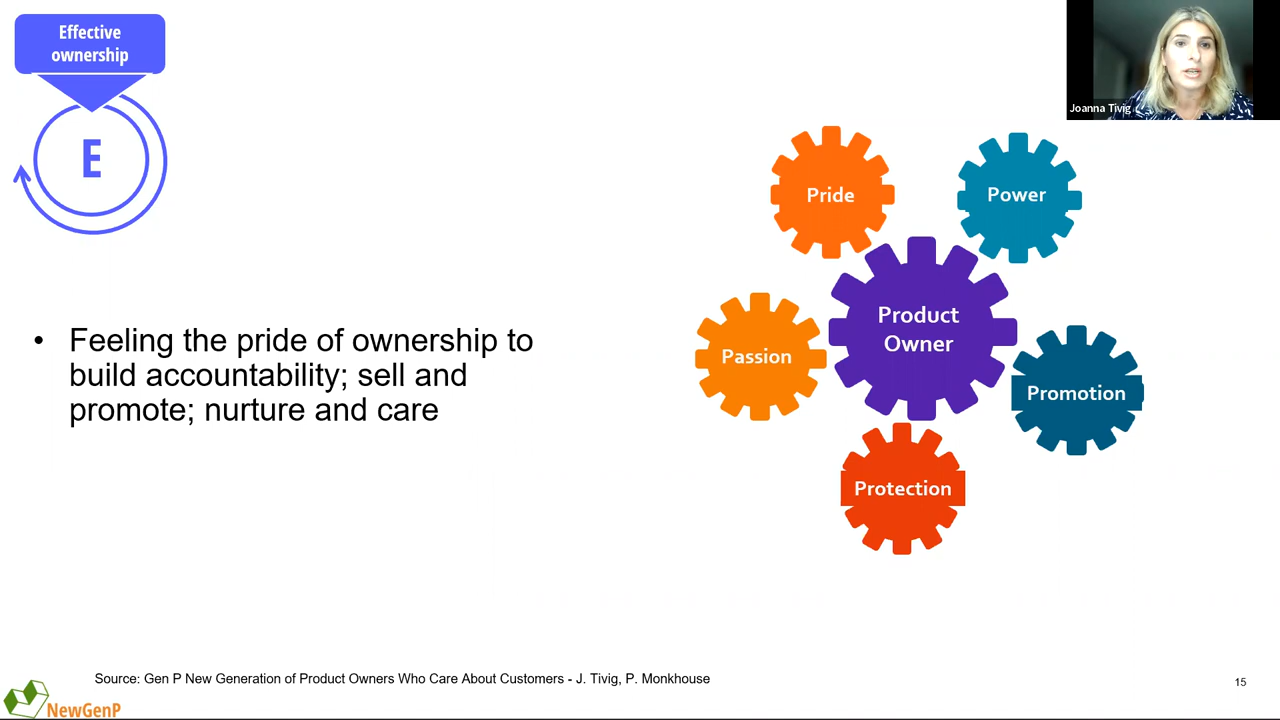 Effective
ownership
E
Joanna Tivig
Pride
Power
Product
Owner
Passion
Promotion
Protection
• Feeling the pride of ownership to
build accountability; sell and
promote; nurture and care
Source: Gen P New Generation of Product Owners Who Care About Customers - J. Tivig, P. Monkhouse
15
NewGenP